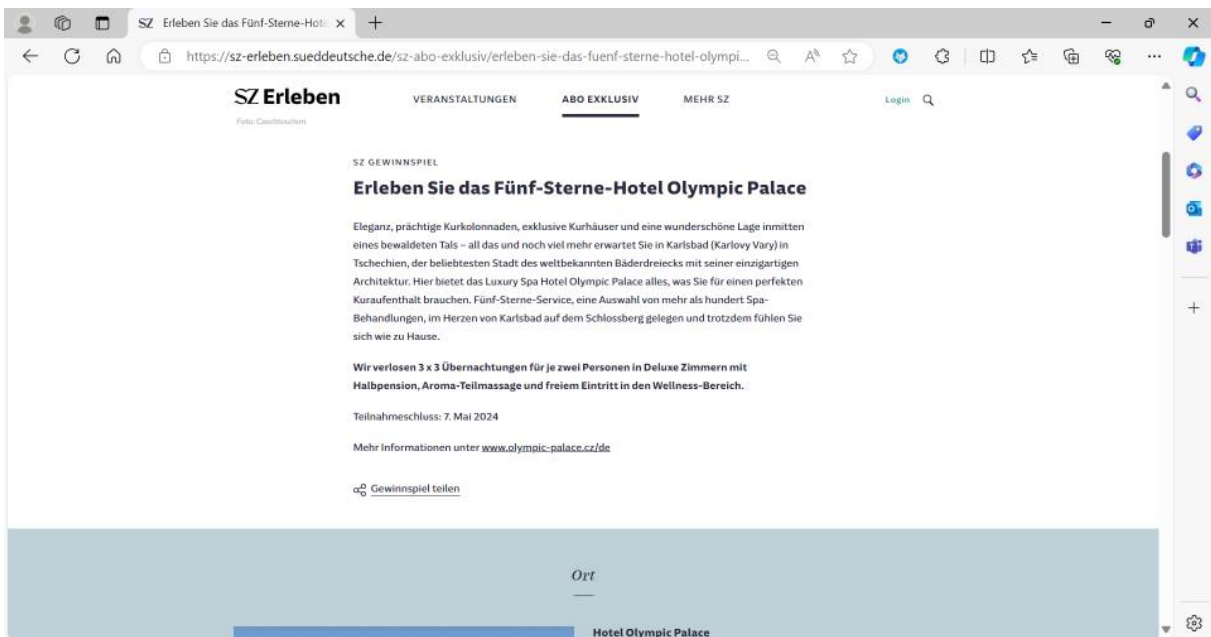 SZ Erleben Sie das Fünf-Sterne-Hote
https://sz-erleben.sueddeutsche.de/sz-abo-exklusiv/erleben-sie-das-fuenf-sterne-hotel-olympi...
SZ Erleben
VERANSTALTUNGEN
ABO EXKLUSIV
MEHR SZ
Login
Foto: Czechtourism
SZ GEWINNSPIEL
Erleben Sie das Fünf-Sterne-Hotel Olympic Palace
Eleganz, prächtige Kurkolonnaden, exklusive Kurhäuser und eine wunderschöne Lage inmitten
eines bewaldeten Tals – all das und noch viel mehr erwartet Sie in Karlsbad (Karlovy Vary) in
Tschechien, der beliebtesten Stadt des weltbekannten Bäderdreiecks mit seiner einzigartigen
Architektur. Hier bietet das Luxury Spa Hotel Olympic Palace alles, was Sie für einen perfekten
Kuraufenthalt brauchen. Fünf-Sterne-Service, eine Auswahl von mehr als hundert Spa-
Behandlungen, im Herzen von Karlsbad auf dem Schlossberg gelegen und trotzdem fühlen Sie
sich wie zu Hause.
Wir verlosen 3 x 3 Übernachtungen für je zwei Personen in Deluxe Zimmern mit
Halbpension, Aroma-Teilmassage und freiem Eintritt in den Wellness-Bereich.
Teilnahmeschluss: 7. Mai 2024
Mehr Informationen unter www.olympic-palace.cz/de
Gewinnspiel teilen
Ort
Hotel Olympic Palace